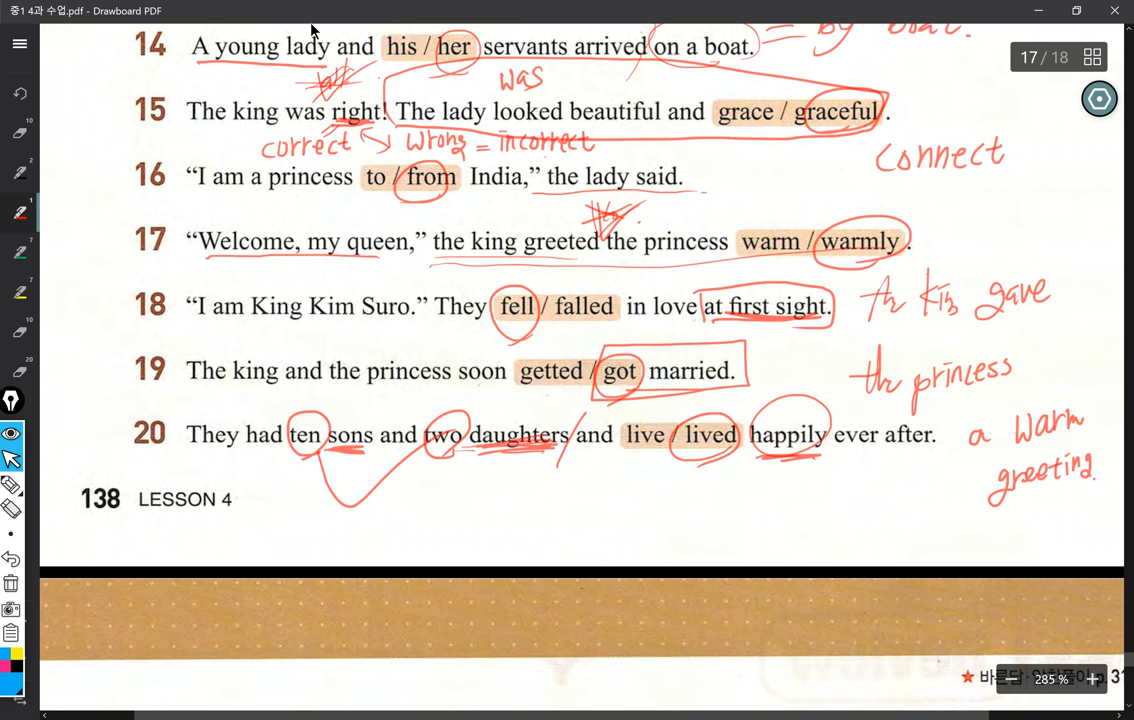 중1 4과 수업.pdf - Drawboard PDF
17 / 18
14 A young lady and his / her servants arrived on a boat. = by boat.
was
15 The king was right! The lady looked beautiful and grace / graceful.
correct wrong = incorrect
connect
16 “I am a princess to / from India,” the lady said.
17 “Welcome, my queen,” the king greeted the princess warm / warmly.
18 “I am King Kim Suro.” They fell / falled in love at first sight.
gave
19 The king and the princess soon getted / got married.
the princess
20 They had ten sons and two daughters and live / lived happily ever after.
a warm
greeting.
138 LESSON 4
285 %